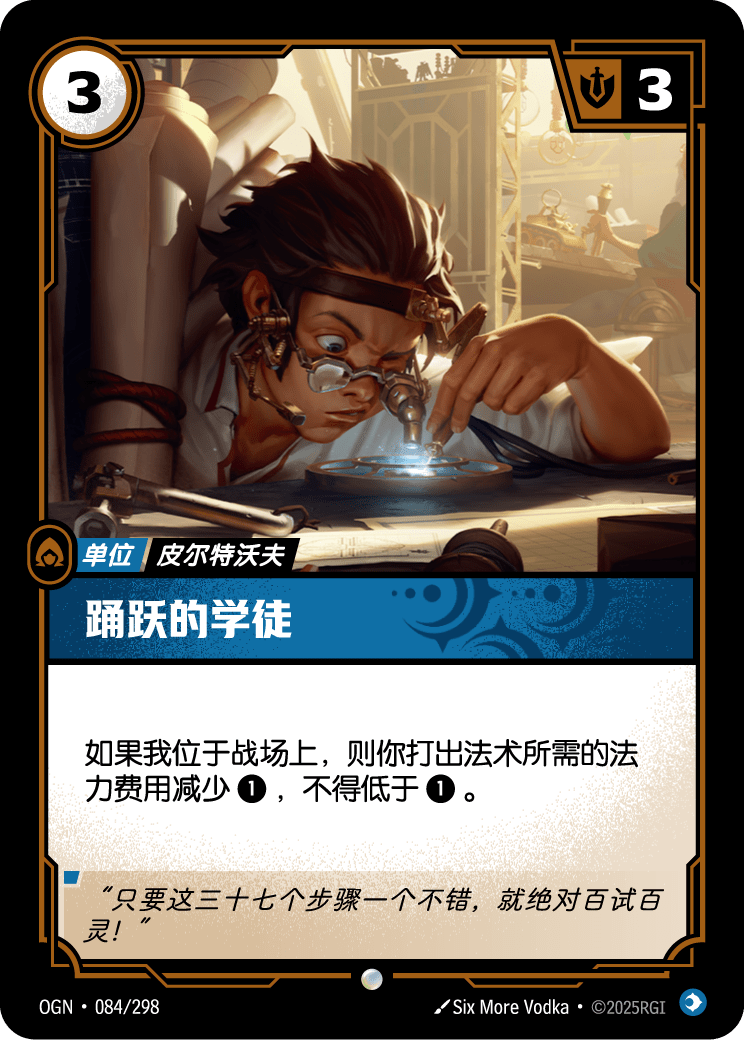 3
3
单位
皮尔特沃夫
踊跃的学徒
如果我位于战场上，则你打出法术所需的法
力费用减少 1 ，不得低于 1 。
“只要这三十七个步骤一个不错，就绝对百试百
灵！”
OGN • 084/298
Six More Vodka • ©2025RGI